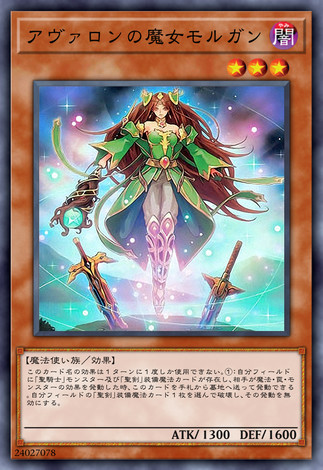 アヴァロンの魔女モルガン
やみ
闇
【魔法使い族／効果】
このカード名の効果は１ターンに１度しか使用できない。①：自分フィールド
に「聖騎士」モンスター及び「聖剣」装備魔法カードが存在し、相手が魔法・罠・モ
ンスターの効果を発動した時、このカードを手札から墓地へ送って発動でき
る。自分フィールドの「聖剣」装備魔法カード１枚を選んで破壊し、その発動を無
効にする。
ATK/ 1300 DEF/1600
24027078